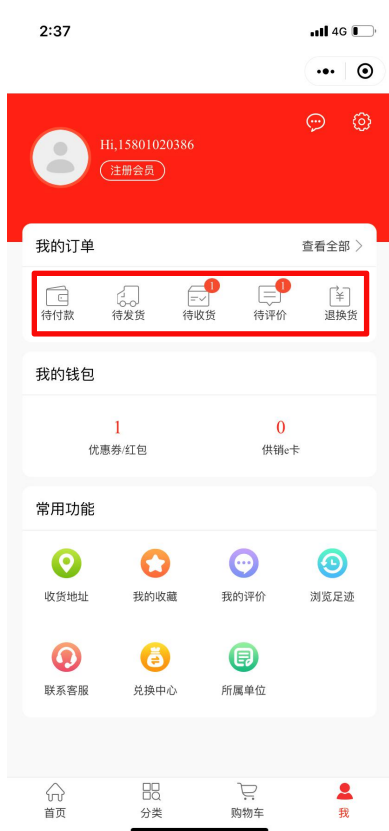 2:37
4G
Hi,15801020386
注册会员
我的订单
查看全部
1
1
待付款
待发货
待收货
待评价
退换货
我的钱包
1
0
优惠券/红包
供销e卡
常用功能
收货地址
我的收藏
我的评价
浏览足迹
联系客服
兑换中心
所属单位
首页
分类
购物车
我